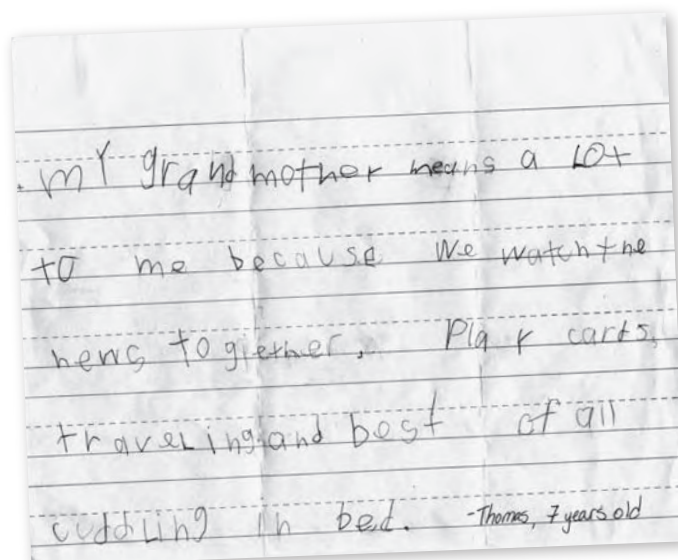 . mY grandmother means a LOt
to me because We watch the
news togiether, Play carts,
traveLing and best of all
cuddLing in bed. -Thomas, 7 years old